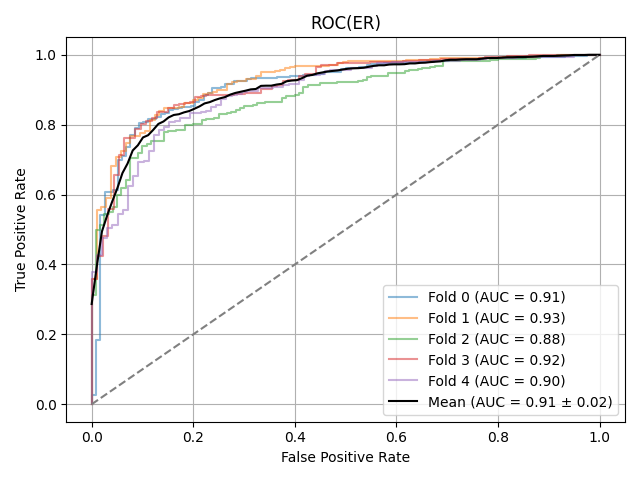 ROC(ER)
True Positive Rate
1.0
0.8
0.6
0.4
0.2
0.0
Fold 0 (AUC = 0.91)
Fold 1 (AUC = 0.93)
Fold 2 (AUC = 0.88)
Fold 3 (AUC = 0.92)
Fold 4 (AUC = 0.90)
Mean (AUC = 0.91 ± 0.02)
0.0 0.2 0.4 0.6 0.8 1.0
False Positive Rate